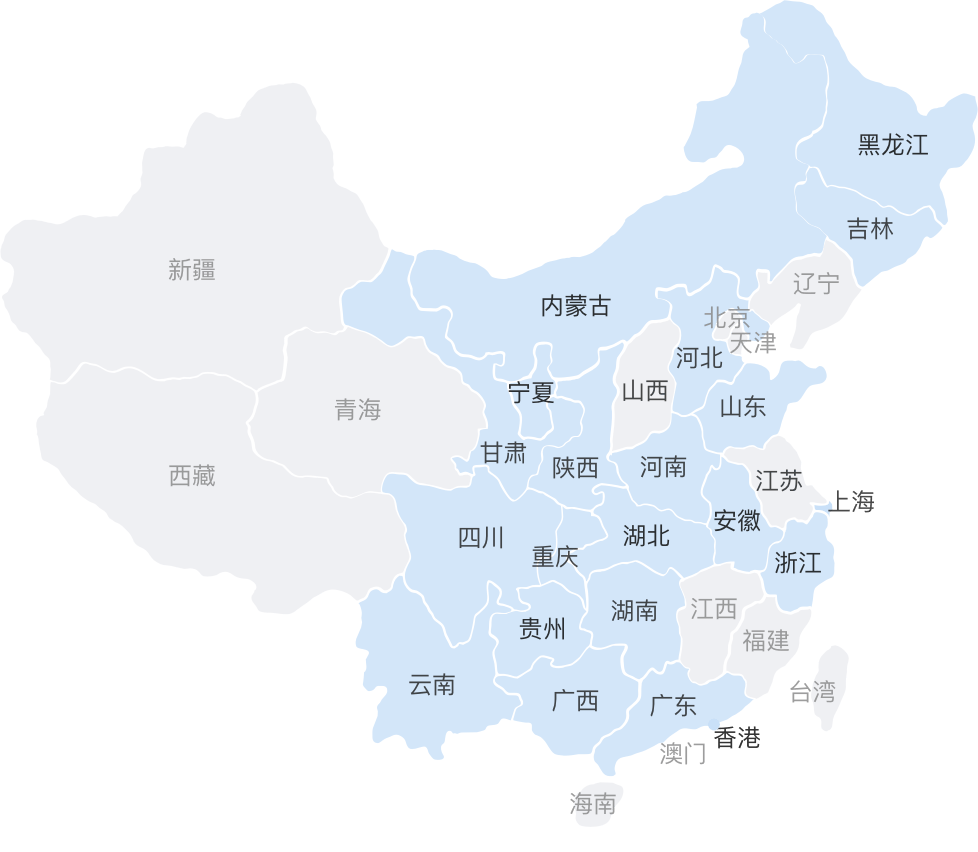 黑龙江
吉林
新疆
辽宁
内蒙古
北京
天津
河北
宁夏
山西
山东
青海
甘肃
陕西
河南
西藏
江苏
上海
安徽
四川
湖北
重庆
浙江
湖南
江西
贵州
福建
云南
台湾
广西
广东
香港
澳门
海南